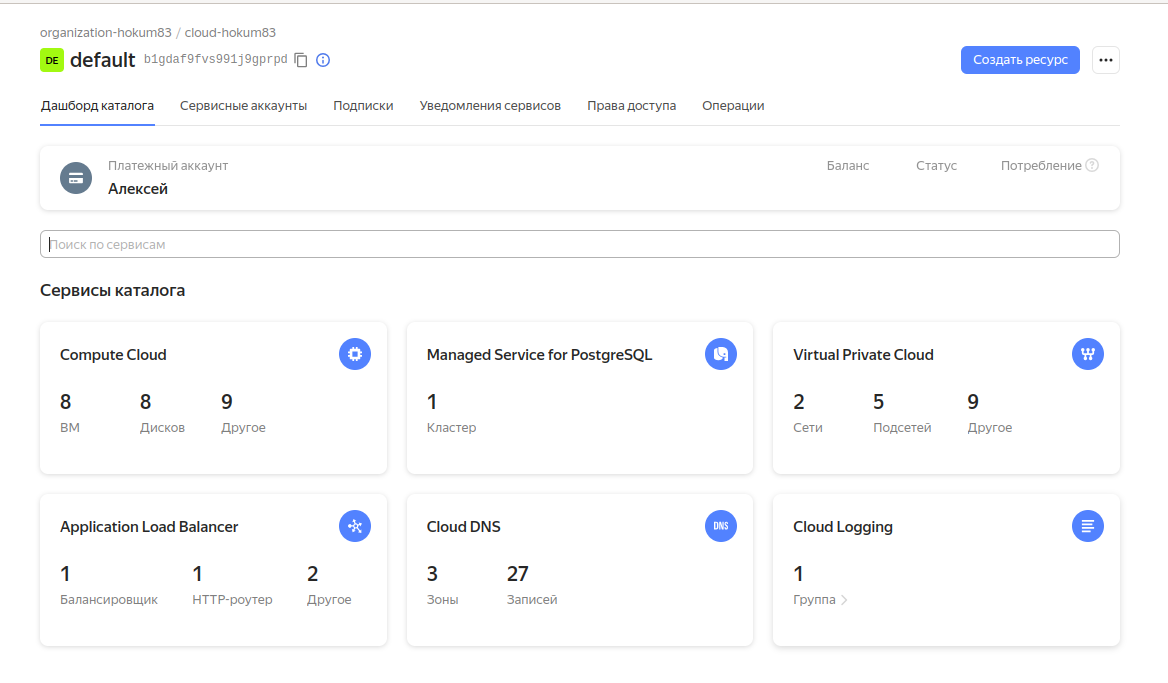 organization-hokum83 / cloud-hokum83
DE default b1gdaf9fvs991j9gprpd
Создать ресурс
Дашборд каталога Сервисные аккаунты Подписки Уведомления сервисов Права доступа Операции
Платежный аккаунт Баланс Статус Потребление ?
Алексей
Поиск по сервисам
Сервисы каталога
Compute Cloud
8 8 9
ВМ Дисков Другое
Managed Service for PostgreSQL
1
Кластер
Virtual Private Cloud
2 5 9
Сети Подсетей Другое
Application Load Balancer
1 1 2
Балансировщик HTTP-роутер Другое
Cloud DNS DNS
3 27
Зоны Записей
Cloud Logging
1
Группа